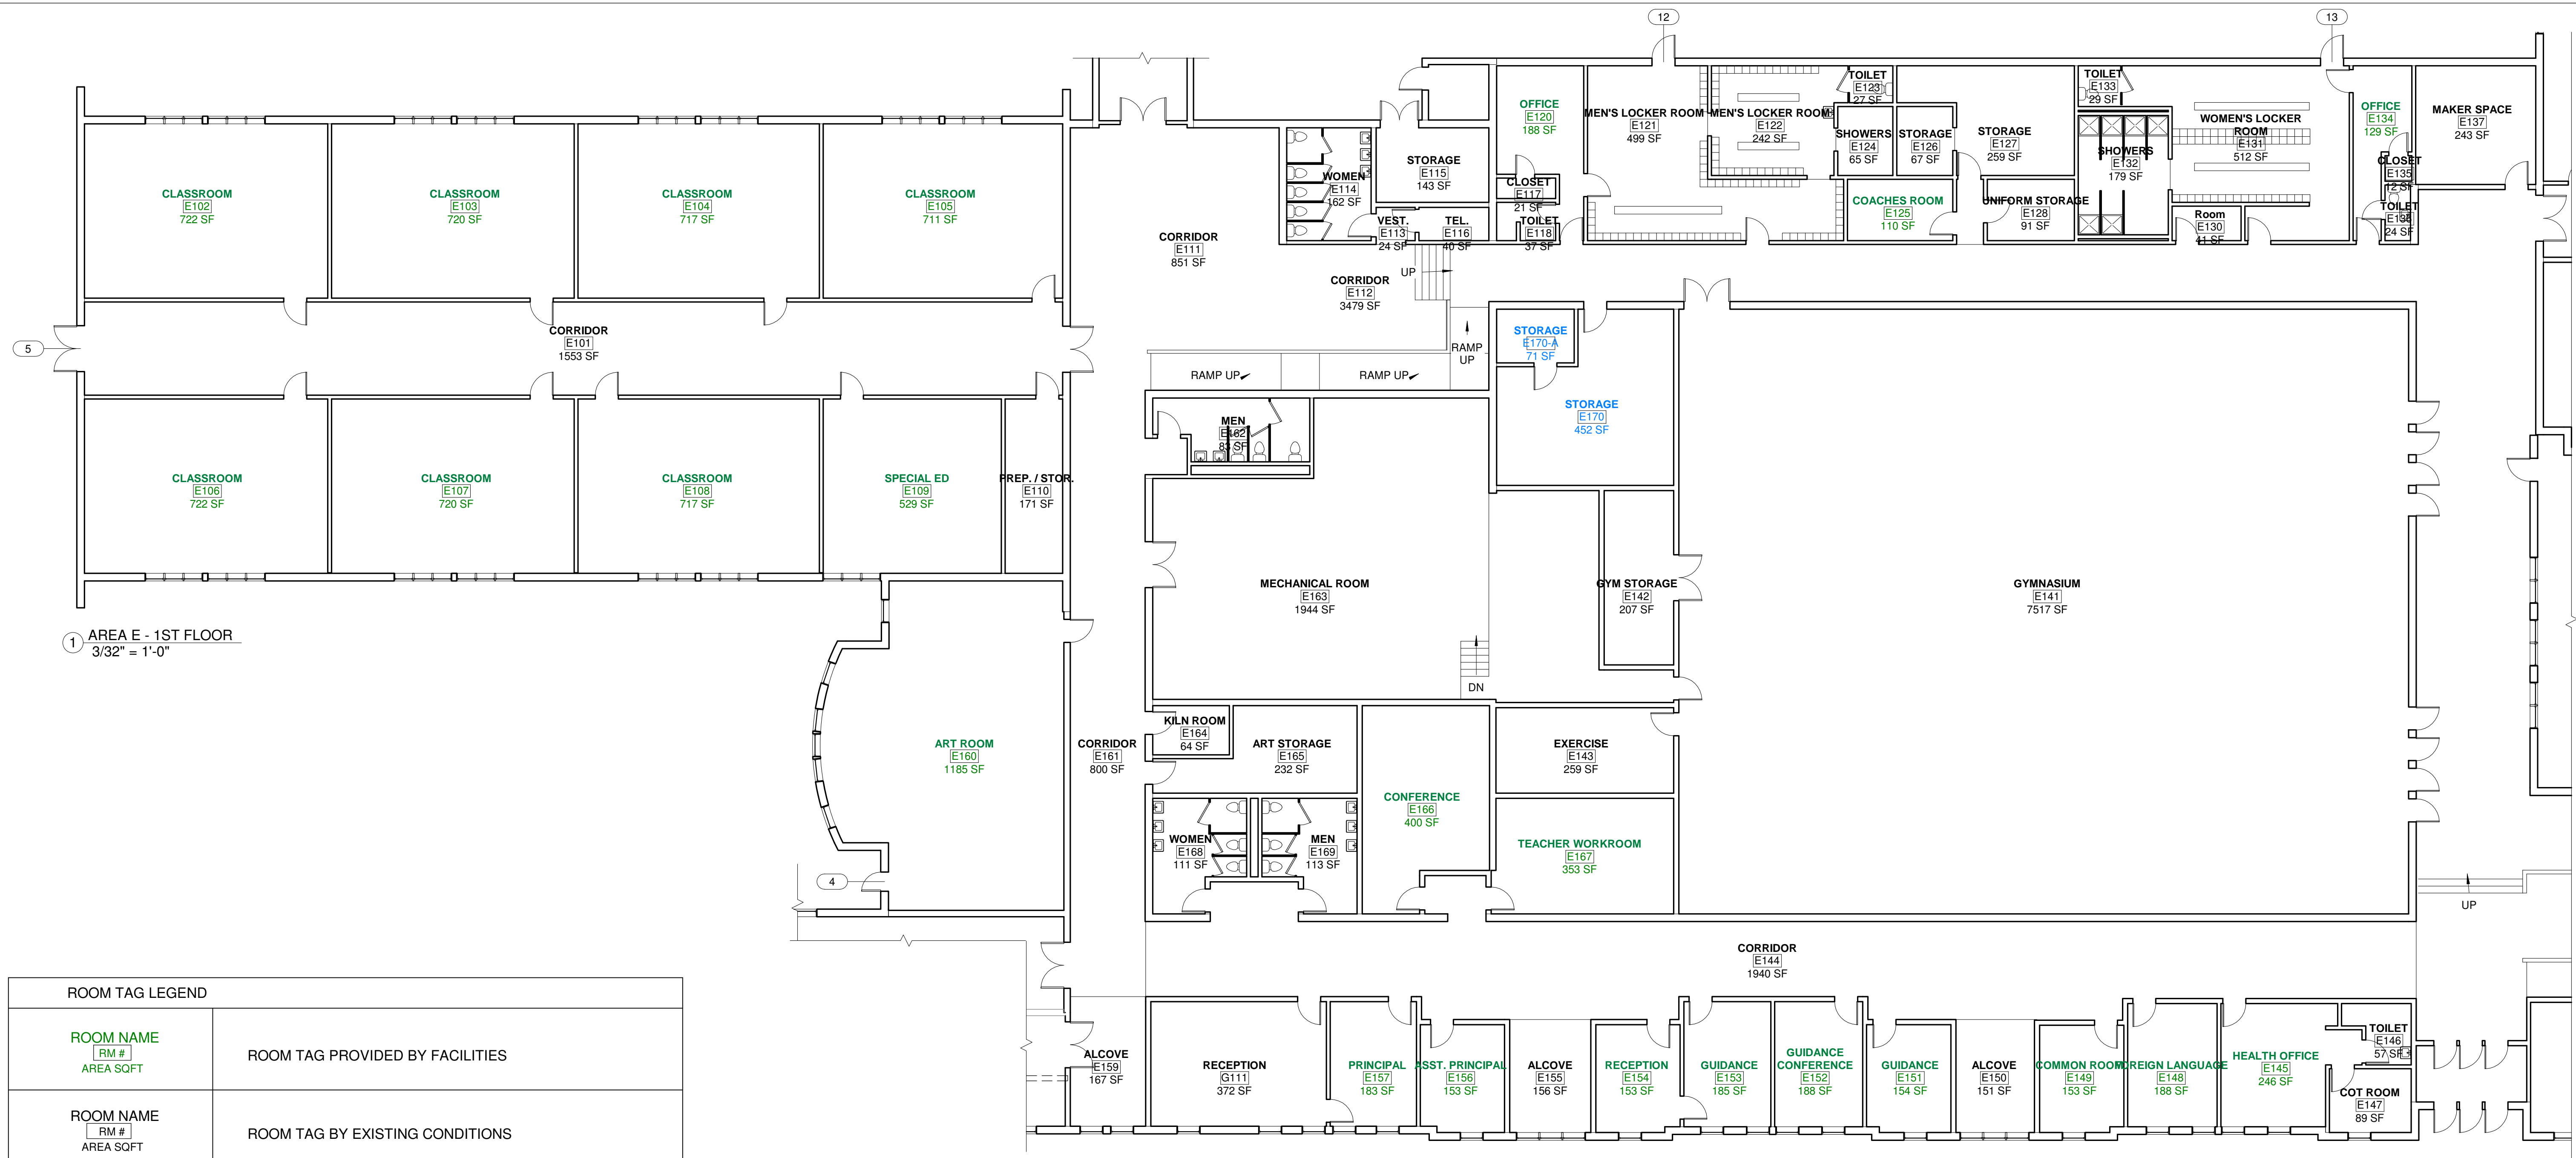 12
13
CLASSROOM
E102
722 SF
CLASSROOM
E103
720 SF
CLASSROOM
E104
717 SF
CLASSROOM
E105
711 SF
CORRIDOR
E111
851 SF
WOMEN
E114
162 SF
STORAGE
E115
143 SF
VEST.
E113
24 SF
TEL.
E116
40 SF
OFFICE
E120
188 SF
CLOSET
E117
21 SF
TOILET
E118
37 SF
MEN'S LOCKER ROOM
E121
499 SF
MEN'S LOCKER ROOM
E122
242 SF
TOILET
E123
27 SF
SHOWERS
E124
65 SF
STORAGE
E126
67 SF
COACHES ROOM
E125
110 SF
STORAGE
E127
259 SF
UNIFORM STORAGE
E128
91 SF
TOILET
E133
29 SF
SHOWERS
E132
179 SF
WOMEN'S LOCKER
ROOM
E131
512 SF
Room
E130
41 SF
OFFICE
E134
129 SF
CLOSET
E135
12 SF
TOILET
24 SF
MAKER SPACE
E137
243 SF
UP
CORRIDOR
E112
3479 SF
RAMP
UP
RAMP UP
RAMP UP
5
CORRIDOR
E101
1553 SF
STORAGE
E170-A
71 SF
STORAGE
E170
452 SF
MEN
E162
83 SF
CLASSROOM
E106
722 SF
CLASSROOM
E107
720 SF
CLASSROOM
E108
717 SF
SPECIAL ED
E109
529 SF
PREP. / STOR.
E110
171 SF
MECHANICAL ROOM
E163
1944 SF
GYM STORAGE
E142
207 SF
GYMNASIUM
E141
7517 SF
1
AREA E - 1ST FLOOR
3/32" = 1'-0"
DN
KILN ROOM
E164
64 SF
ART STORAGE
E165
232 SF
ART ROOM
E160
1185 SF
CORRIDOR
E161
800 SF
EXERCISE
E143
259 SF
CONFERENCE
E166
400 SF
TEACHER WORKROOM
E167
353 SF
WOMEN
E168
111 SF
MEN
E169
113 SF
4
UP
CORRIDOR
E144
1940 SF
ALCOVE
E159
167 SF
RECEPTION
G111
372 SF
PRINCIPAL
E157
183 SF
ASST. PRINCIPAL
E156
153 SF
ALCOVE
E155
156 SF
RECEPTION
E154
153 SF
GUIDANCE
E153
185 SF
GUIDANCE
CONFERENCE
E152
188 SF
GUIDANCE
E151
154 SF
ALCOVE
E150
151 SF
COMMON ROOM
E149
153 SF
FOREIGN LANGUAGE
E148
188 SF
HEALTH OFFICE
E145
246 SF
TOILET
E146
57 SF
COT ROOM
E147
89 SF
ROOM TAG LEGEND
ROOM NAME
RM #
AREA SQFT
ROOM TAG PROVIDED BY FACILITIES
ROOM NAME
RM #
AREA SQFT
ROOM TAG BY EXISTING CONDITIONS